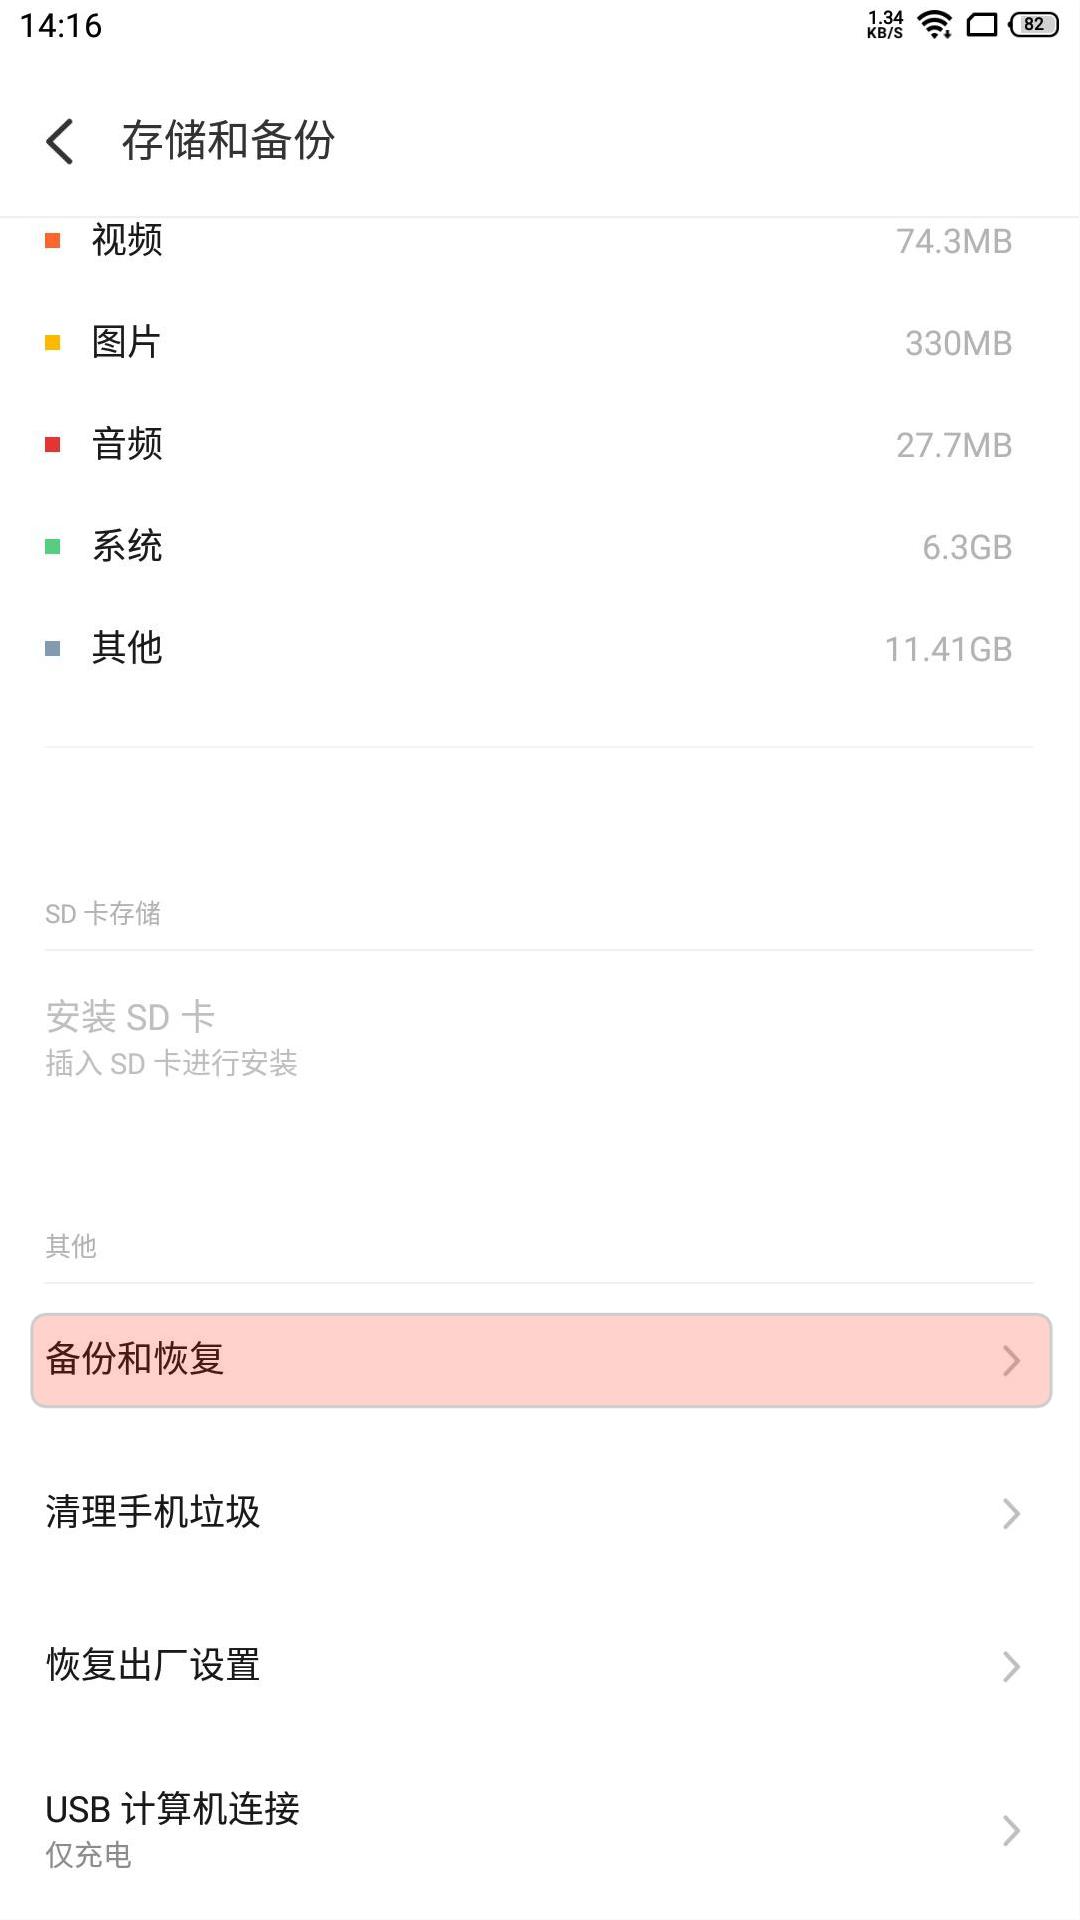 14:16
1.34
KB/S
82
存储和备份
视频 74.3MB
图片 330MB
音频 27.7MB
系统 6.3GB
其他 11.41GB
SD 卡存储
安装 SD 卡
插入 SD 卡进行安装
其他
备份和恢复
清理手机垃圾
恢复出厂设置
USB 计算机连接
仅充电